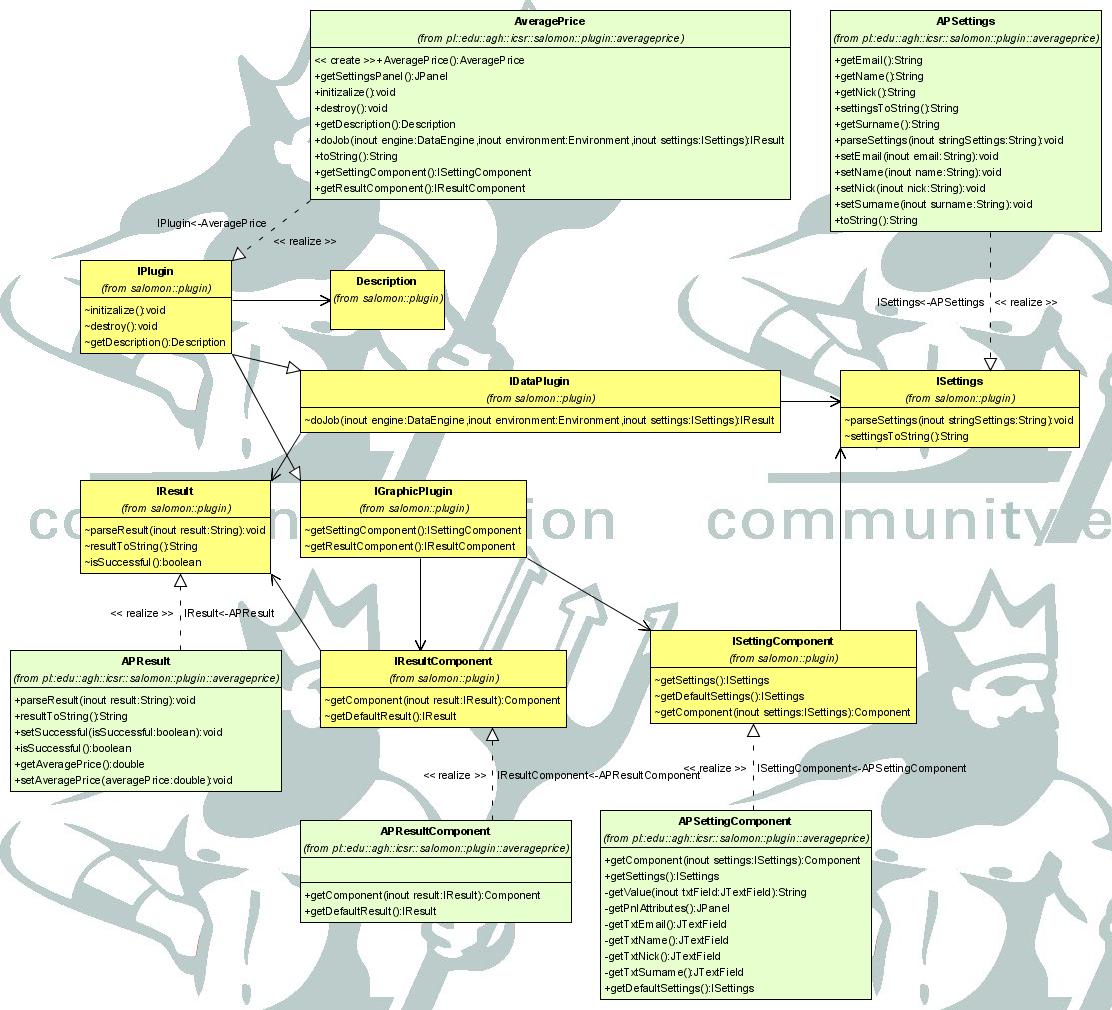 AveragePrice
(from pl::edu::agh::icsr::salomon::plugin::averageprice)
<< create >>+AveragePrice():AveragePrice
+getSettingsPanel():JPanel
+initizalize():void
+destroy():void
+getDescription():Description
+doJob(inout engine:DataEngine,inout environment:Environment,inout settings:ISettings):IResult
+toString():String
+getSettingComponent():ISettingComponent
+getResultComponent():IResultComponent
APSettings
(from pl::edu::agh::icsr::salomon::plugin::averageprice)
+getEmail():String
+getName():String
+getNick():String
+settingsToString():String
+getSurname():String
+parseSettings(inout stringSettings:String):void
+setEmail(inout email:String):void
+setName(inout name:String):void
+setNick(inout nick:String):void
+setSurname(inout surname:String):void
+toString():String
IPlugin<-AveragePrice
<< realize >>
IPlugin
(from salomon::plugin)
~initizalize():void
~destroy():void
~getDescription():Description
Description
(from salomon::plugin)
ISettings<-APSettings
<< realize >>
IDataPlugin
(from salomon::plugin)
~doJob(inout engine:DataEngine,inout environment:Environment,inout settings:ISettings):IResult
ISettings
(from salomon::plugin)
~parseSettings(inout stringSettings:String):void
~settingsToString():String
IResult
(from salomon::plugin)
~parseResult(inout result:String):void
~resultToString():String
~isSuccessful():boolean
IGraphicPlugin
(from salomon::plugin)
~getSettingComponent():ISettingComponent
~getResultComponent():IResultComponent
community e
<< realize >>
IResult<-APResult
APResult
(from pl::edu::agh::icsr::salomon::plugin::averageprice)
+parseResult(inout result:String):void
+resultToString():String
+setSuccessful(isSuccessful:boolean):void
+isSuccessful():boolean
+getAveragePrice():double
+setAveragePrice(averagePrice:double):void
IResultComponent
(from salomon::plugin)
~getComponent(inout result:IResult):Component
~getDefaultResult():IResult
ISettingComponent
(from salomon::plugin)
~getSettings():ISettings
~getDefaultSettings():ISettings
~getComponent(inout settings:ISettings):Component
<< realize >>
IResultComponent<-APResultComponent
<< realize >>
ISettingComponent<-APSettingComponent
APResultComponent
(from pl::edu::agh::icsr::salomon::plugin::averageprice)
+getComponent(inout result:IResult):Component
+getDefaultResult():IResult
APSettingComponent
(from pl::edu::agh::icsr::salomon::plugin::averageprice)
+getComponent(inout settings:ISettings):Component
+getSettings():ISettings
-getValue(inout txtField:JTextField):String
-getPnlAttributes():JPanel
-getTxtEmail():JTextField
-getTxtName():JTextField
-getTxtNick():JTextField
-getTxtSurname():JTextField
+getDefaultSettings():ISettings